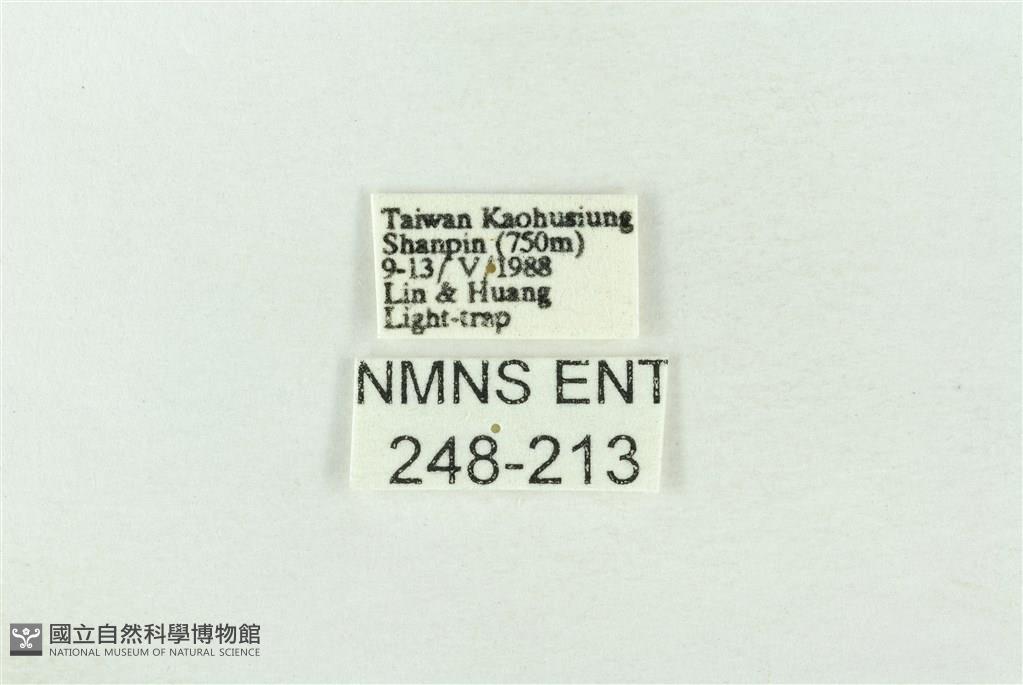 Taiwan Kaohusiung
Shanpin (750m)
9-13/ V/1988
Lin & Huang
Light-trap
NMNS ENT
248-213
國立自然科學博物館
NATIONAL MUSEUM OF NATURAL SCIENCE